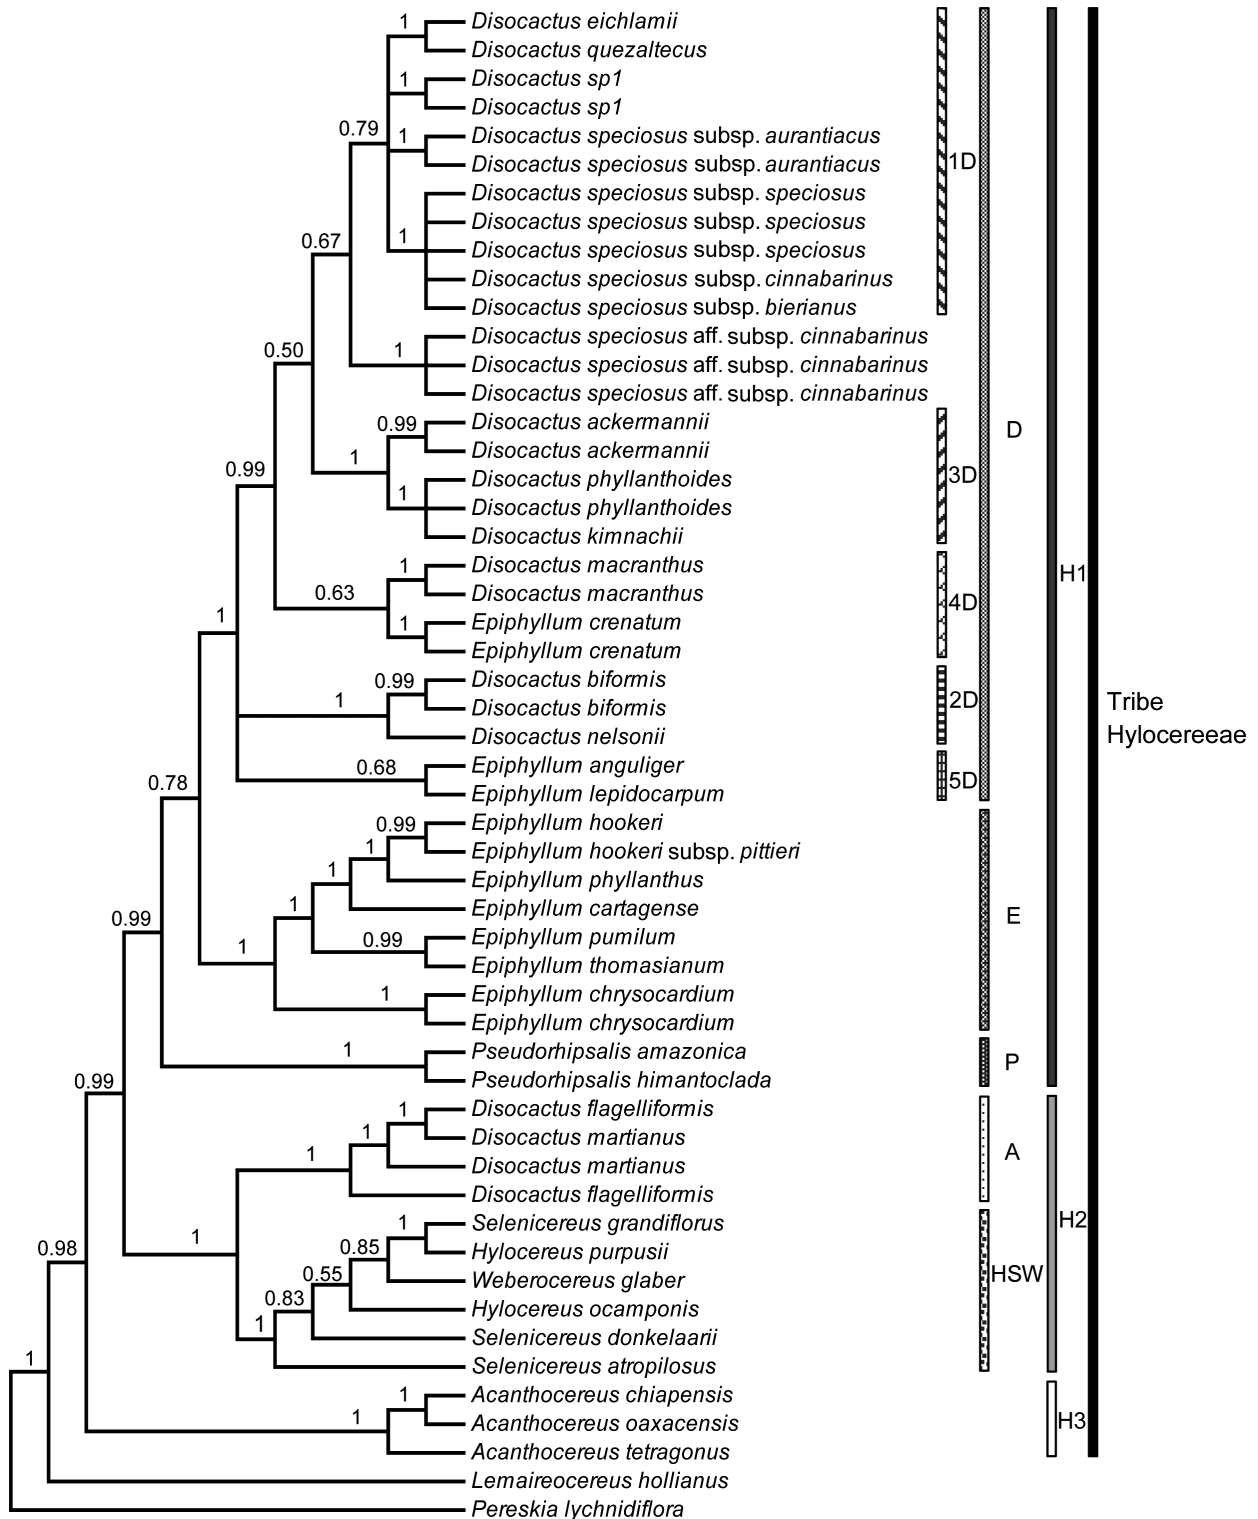 1 Disocactus eichlamii
Disocactus quezaltecus
1 Disocactus sp1
Disocactus sp1
0.79 1 Disocactus speciosus subsp. aurantiacus
Disocactus speciosus subsp. aurantiacus 1D
Disocactus speciosus subsp. speciosus
Disocactus speciosus subsp. speciosus
0.67 1 Disocactus speciosus subsp. speciosus
Disocactus speciosus subsp. cinnabarinus
Disocactus speciosus subsp. bierianus
Disocactus speciosus aff. subsp. cinnabarinus
0.50 1 Disocactus speciosus aff. subsp. cinnabarinus
Disocactus speciosus aff. subsp. cinnabarinus
0.99 Disocactus ackermannii D
1 Disocactus ackermannii
0.99 Disocactus phyllanthoides 3D
1 Disocactus phyllanthoides
Disocactus kimnachii
1 Disocactus macranthus H1
0.63 Disocactus macranthus 4D
1 1 Epiphyllum crenatum
Epiphyllum crenatum
0.99 Disocactus biformis
1 Disocactus biformis 2D Tribe
Disocactus nelsonii Hylocereeae
0.68 Epiphyllum anguliger 5D
0.78 Epiphyllum lepidocarpum
0.99 Epiphyllum hookeri
1 Epiphyllum hookeri subsp. pittieri
1 Epiphyllum phyllanthus
0.99 1 Epiphyllum cartagense E
1 0.99 Epiphyllum pumilum
Epiphyllum thomasianum
1 Epiphyllum chrysocardium
Epiphyllum chrysocardium
1 Pseudorhipsalis amazonica P
0.99 Pseudorhipsalis himantoclada
1 Disocactus flagelliformis
1 Disocactus martianus
1 Disocactus martianus A
Disocactus flagelliformis
1 1 Selenicereus grandiflorus H2
0.98 0.85 Hylocereus purpusii
0.55 Weberocereus glaber HSW
0.83 Hylocereus ocamponis
1 Selenicereus donkelaarii
1 Selenicereus atropilosus
1 Acanthocereus chiapensis
1 Acanthocereus oaxacensis H3
Acanthocereus tetragonus
Lemaireocereus hollianus
Pereskia lychnidiflora